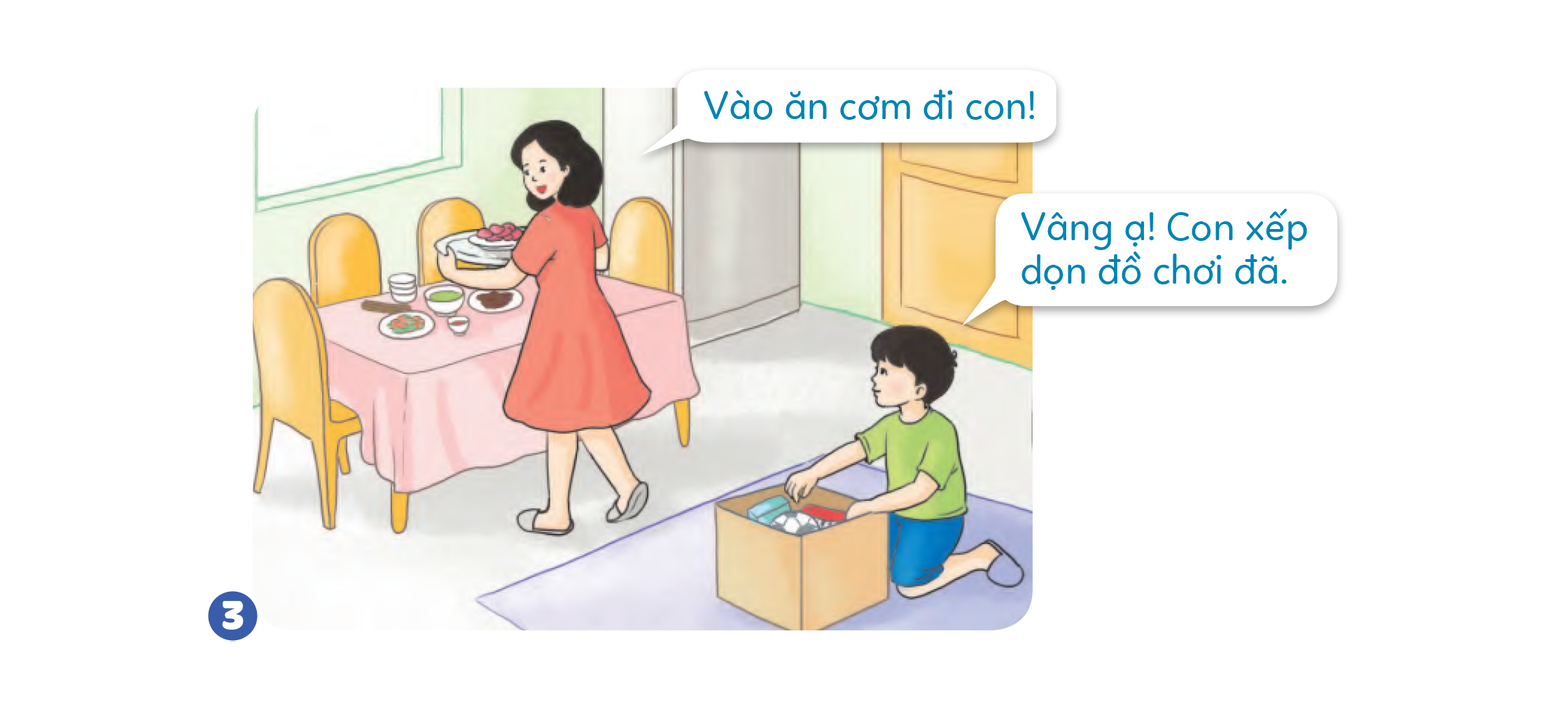 Vào ăn cơm đi con!
Vâng ạ! Con xếp
dọn đồ chơi đã.
3